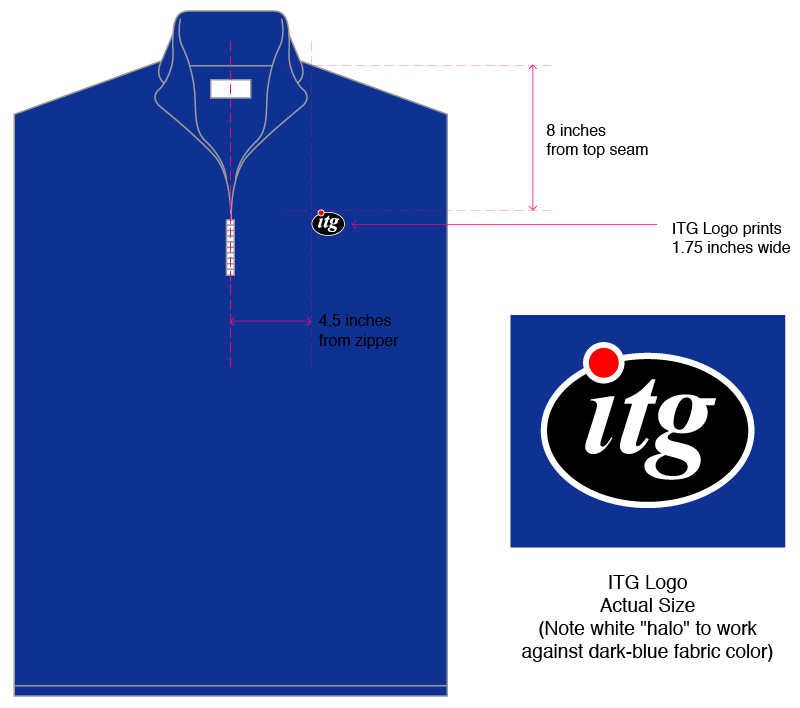 8 inches
from top seam
itg
ITG Logo prints
1.75 inches wide
4.5 inches
from zipper
itg
ITG Logo
Actual Size
(Note white "halo" to work
against dark-blue fabric color)